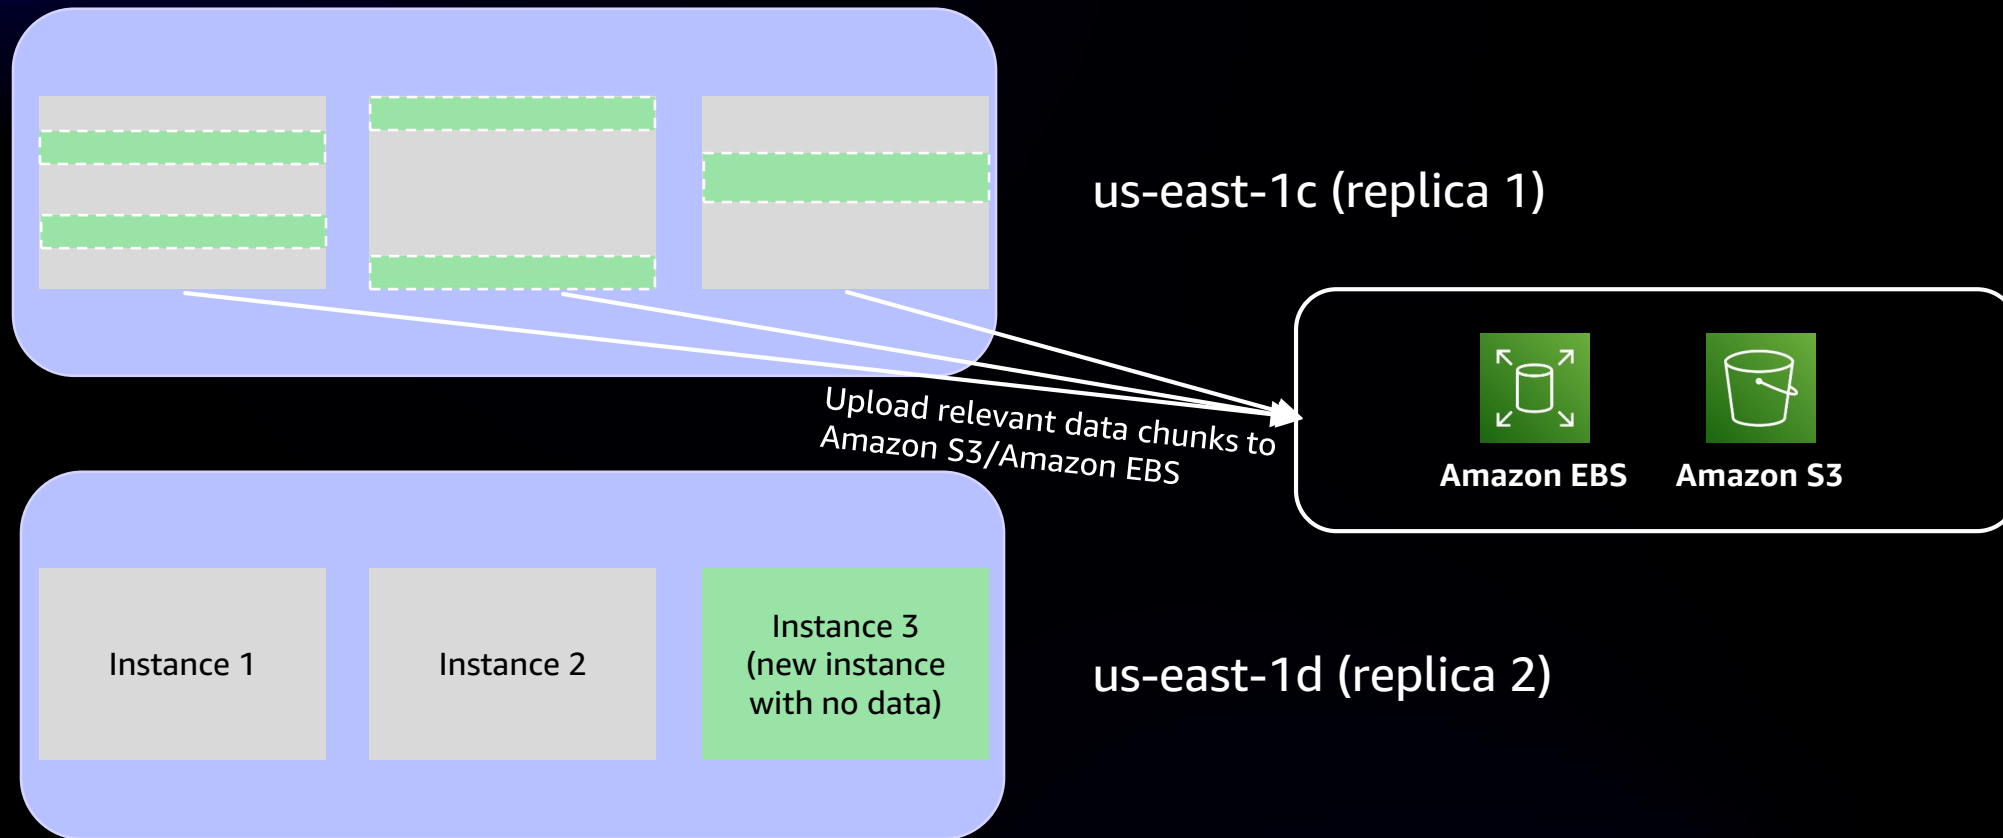 us-east-1c (replica 1)
Upload relevant data chunks to
Amazon S3/Amazon EBS
Amazon EBS
Amazon S3
Instance 1
Instance 2
Instance 3
(new instance
with no data)
us-east-1d (replica 2)